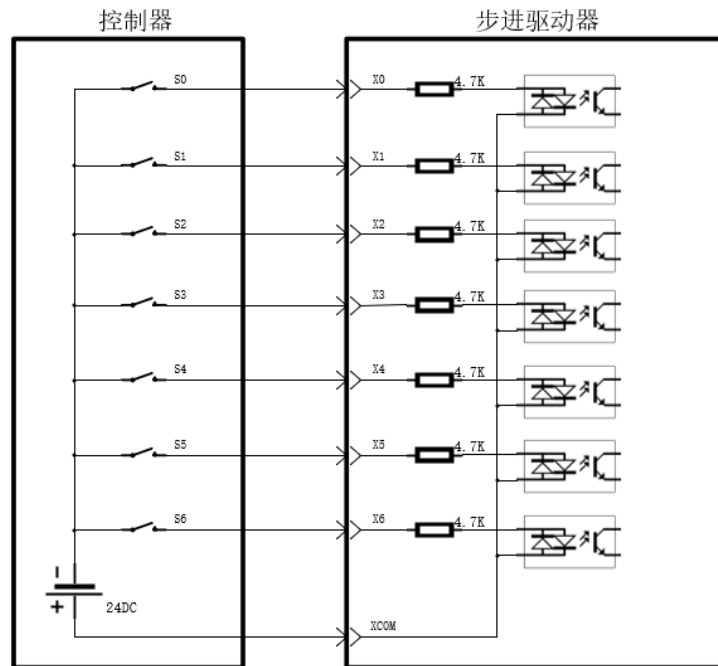 控制器 步进驱动器
S0 X0 4.7K
S1 X1 4.7K
S2 X2 4.7K
S3 X3 4.7K
S4 X4 4.7K
S5 X5 4.7K
S6 X6 4.7K
-
+ 24DC
XCOM